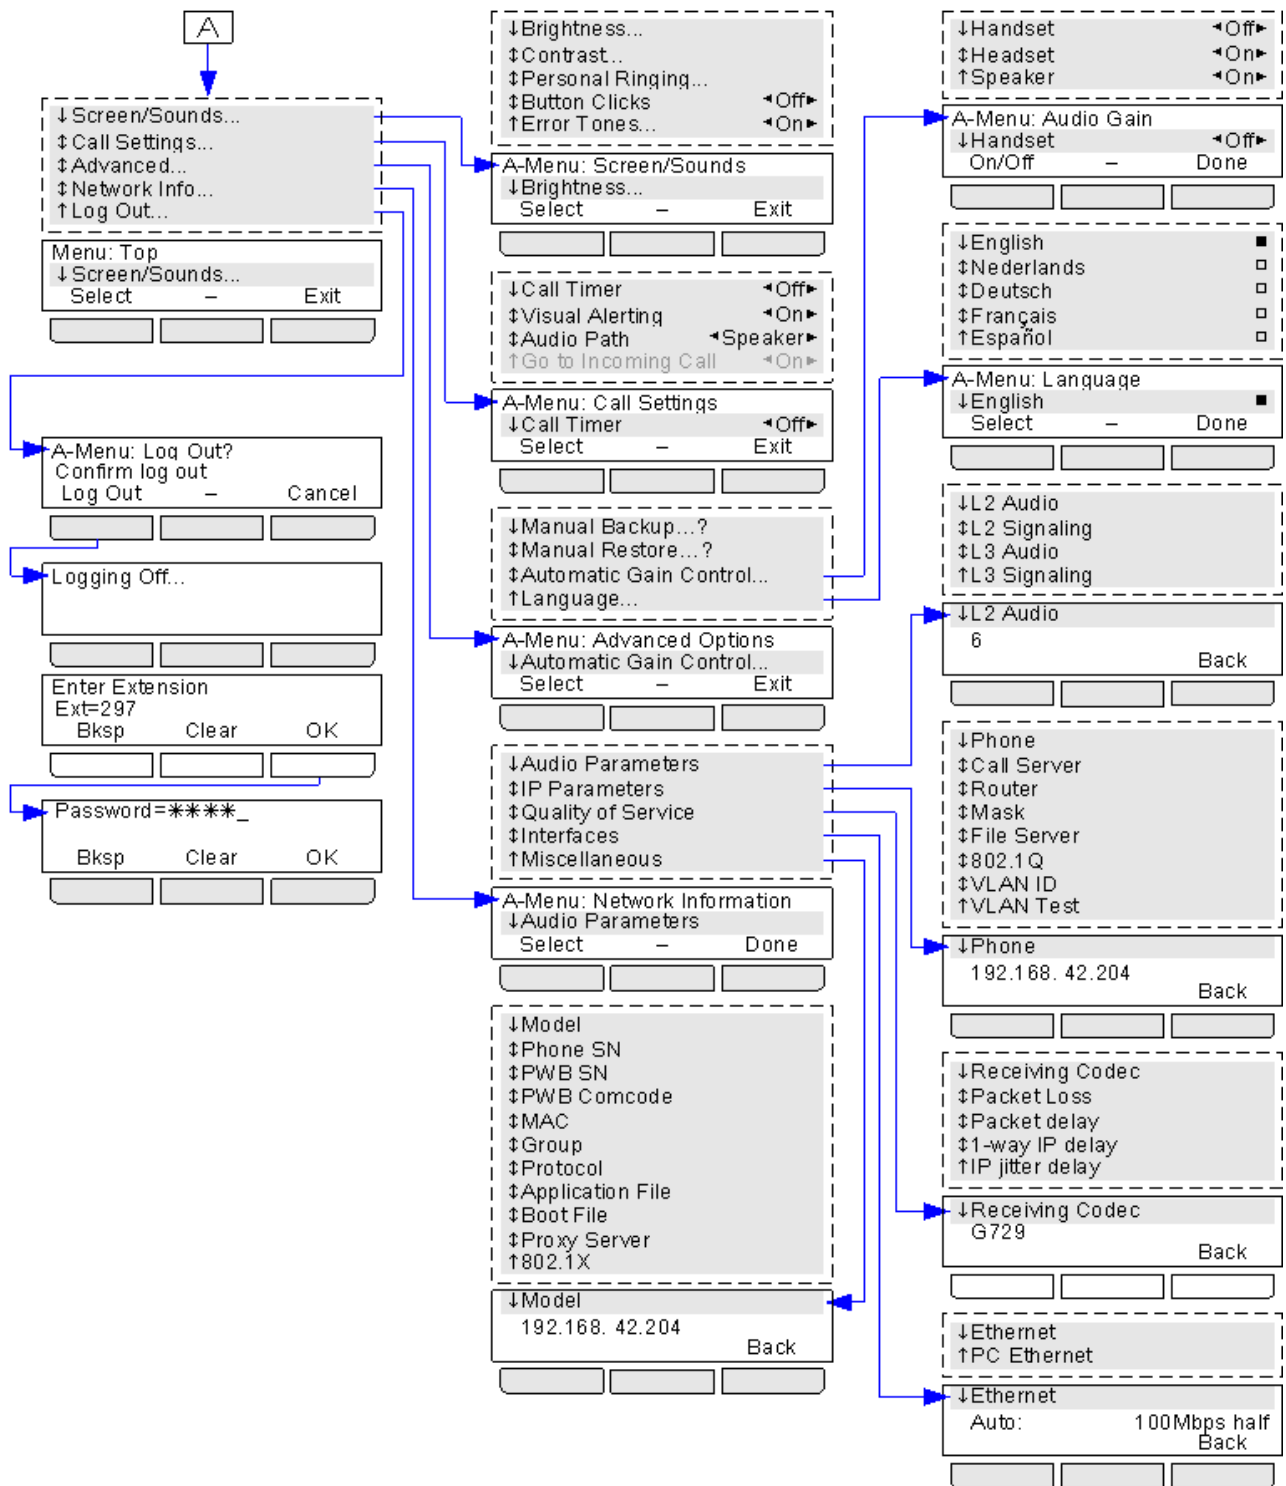 A
↓Screen/Sounds...
↕Call Settings...
↕Advanced...
↕Network Info...
↑Log Out...
Menu: Top
↓Screen/Sounds...
Select – Exit
A-Menu: Log Out?
Confirm log out
Log Out – Cancel
Logging Off...
Enter Extension
Ext=297
Bksp Clear OK
Password=****_
Bksp Clear OK
↓Brightness...
↕Contrast...
↕Personal Ringing...
↕Button Clicks ◂Off▸
↑Error Tones... ◂On▸
A-Menu: Screen/Sounds
↓Brightness...
Select – Exit
↓Call Timer ◂Off▸
↕Visual Alerting ◂On▸
↕Audio Path ◂Speaker▸
↑Go to Incoming Call ◂On▸
A-Menu: Call Settings
↓Call Timer ◂Off▸
Select – Exit
↓Manual Backup...?
↕Manual Restore...?
↕Automatic Gain Control...
↑Language...
A-Menu: Advanced Options
↓Automatic Gain Control...
Select – Exit
↓Audio Parameters
↕IP Parameters
↕Quality of Service
↕Interfaces
↑Miscellaneous
A-Menu: Network Information
↓Audio Parameters
Select – Done
↓Model
↕Phone SN
↕PWB SN
↕PWB Comcode
↕MAC
↕Group
↕Protocol
↕Application File
↕Boot File
↕Proxy Server
↑802.1X
↓Model
192.168. 42.204
Back
↓Handset ◂Off▸
↕Headset ◂On▸
↑Speaker ◂On▸
A-Menu: Audio Gain
↓Handset ◂Off▸
On/Off – Done
↓English ■
↕Nederlands □
↕Deutsch □
↕Français □
↑Español □
A-Menu: Language
↓English ■
Select – Done
↓L2 Audio
↕L2 Signaling
↕L3 Audio
↑L3 Signaling
↓L2 Audio
6
Back
↓Phone
↕Call Server
↕Router
↕Mask
↕File Server
↕802.1Q
↕VLAN ID
↑VLAN Test
↓Phone
192.168. 42.204
Back
↓Receiving Codec
↕Packet Loss
↕Packet delay
↕1-way IP delay
↑IP jitter delay
↓Receiving Codec
G729
Back
↓Ethernet
↑PC Ethernet
↓Ethernet
Auto: 100Mbps half
Back